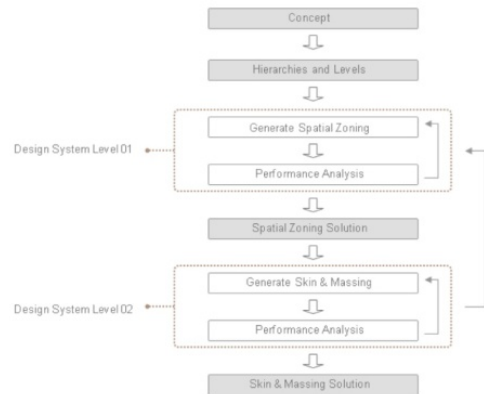 Concept
Hierarchies and Levels
Generate Spatial Zoning
Design System Level 01
Performance Analysis
Spatial Zoning Solution
Generate Skin & Massing
Design System Level 02
Performance Analysis
Skin & Massing Solution